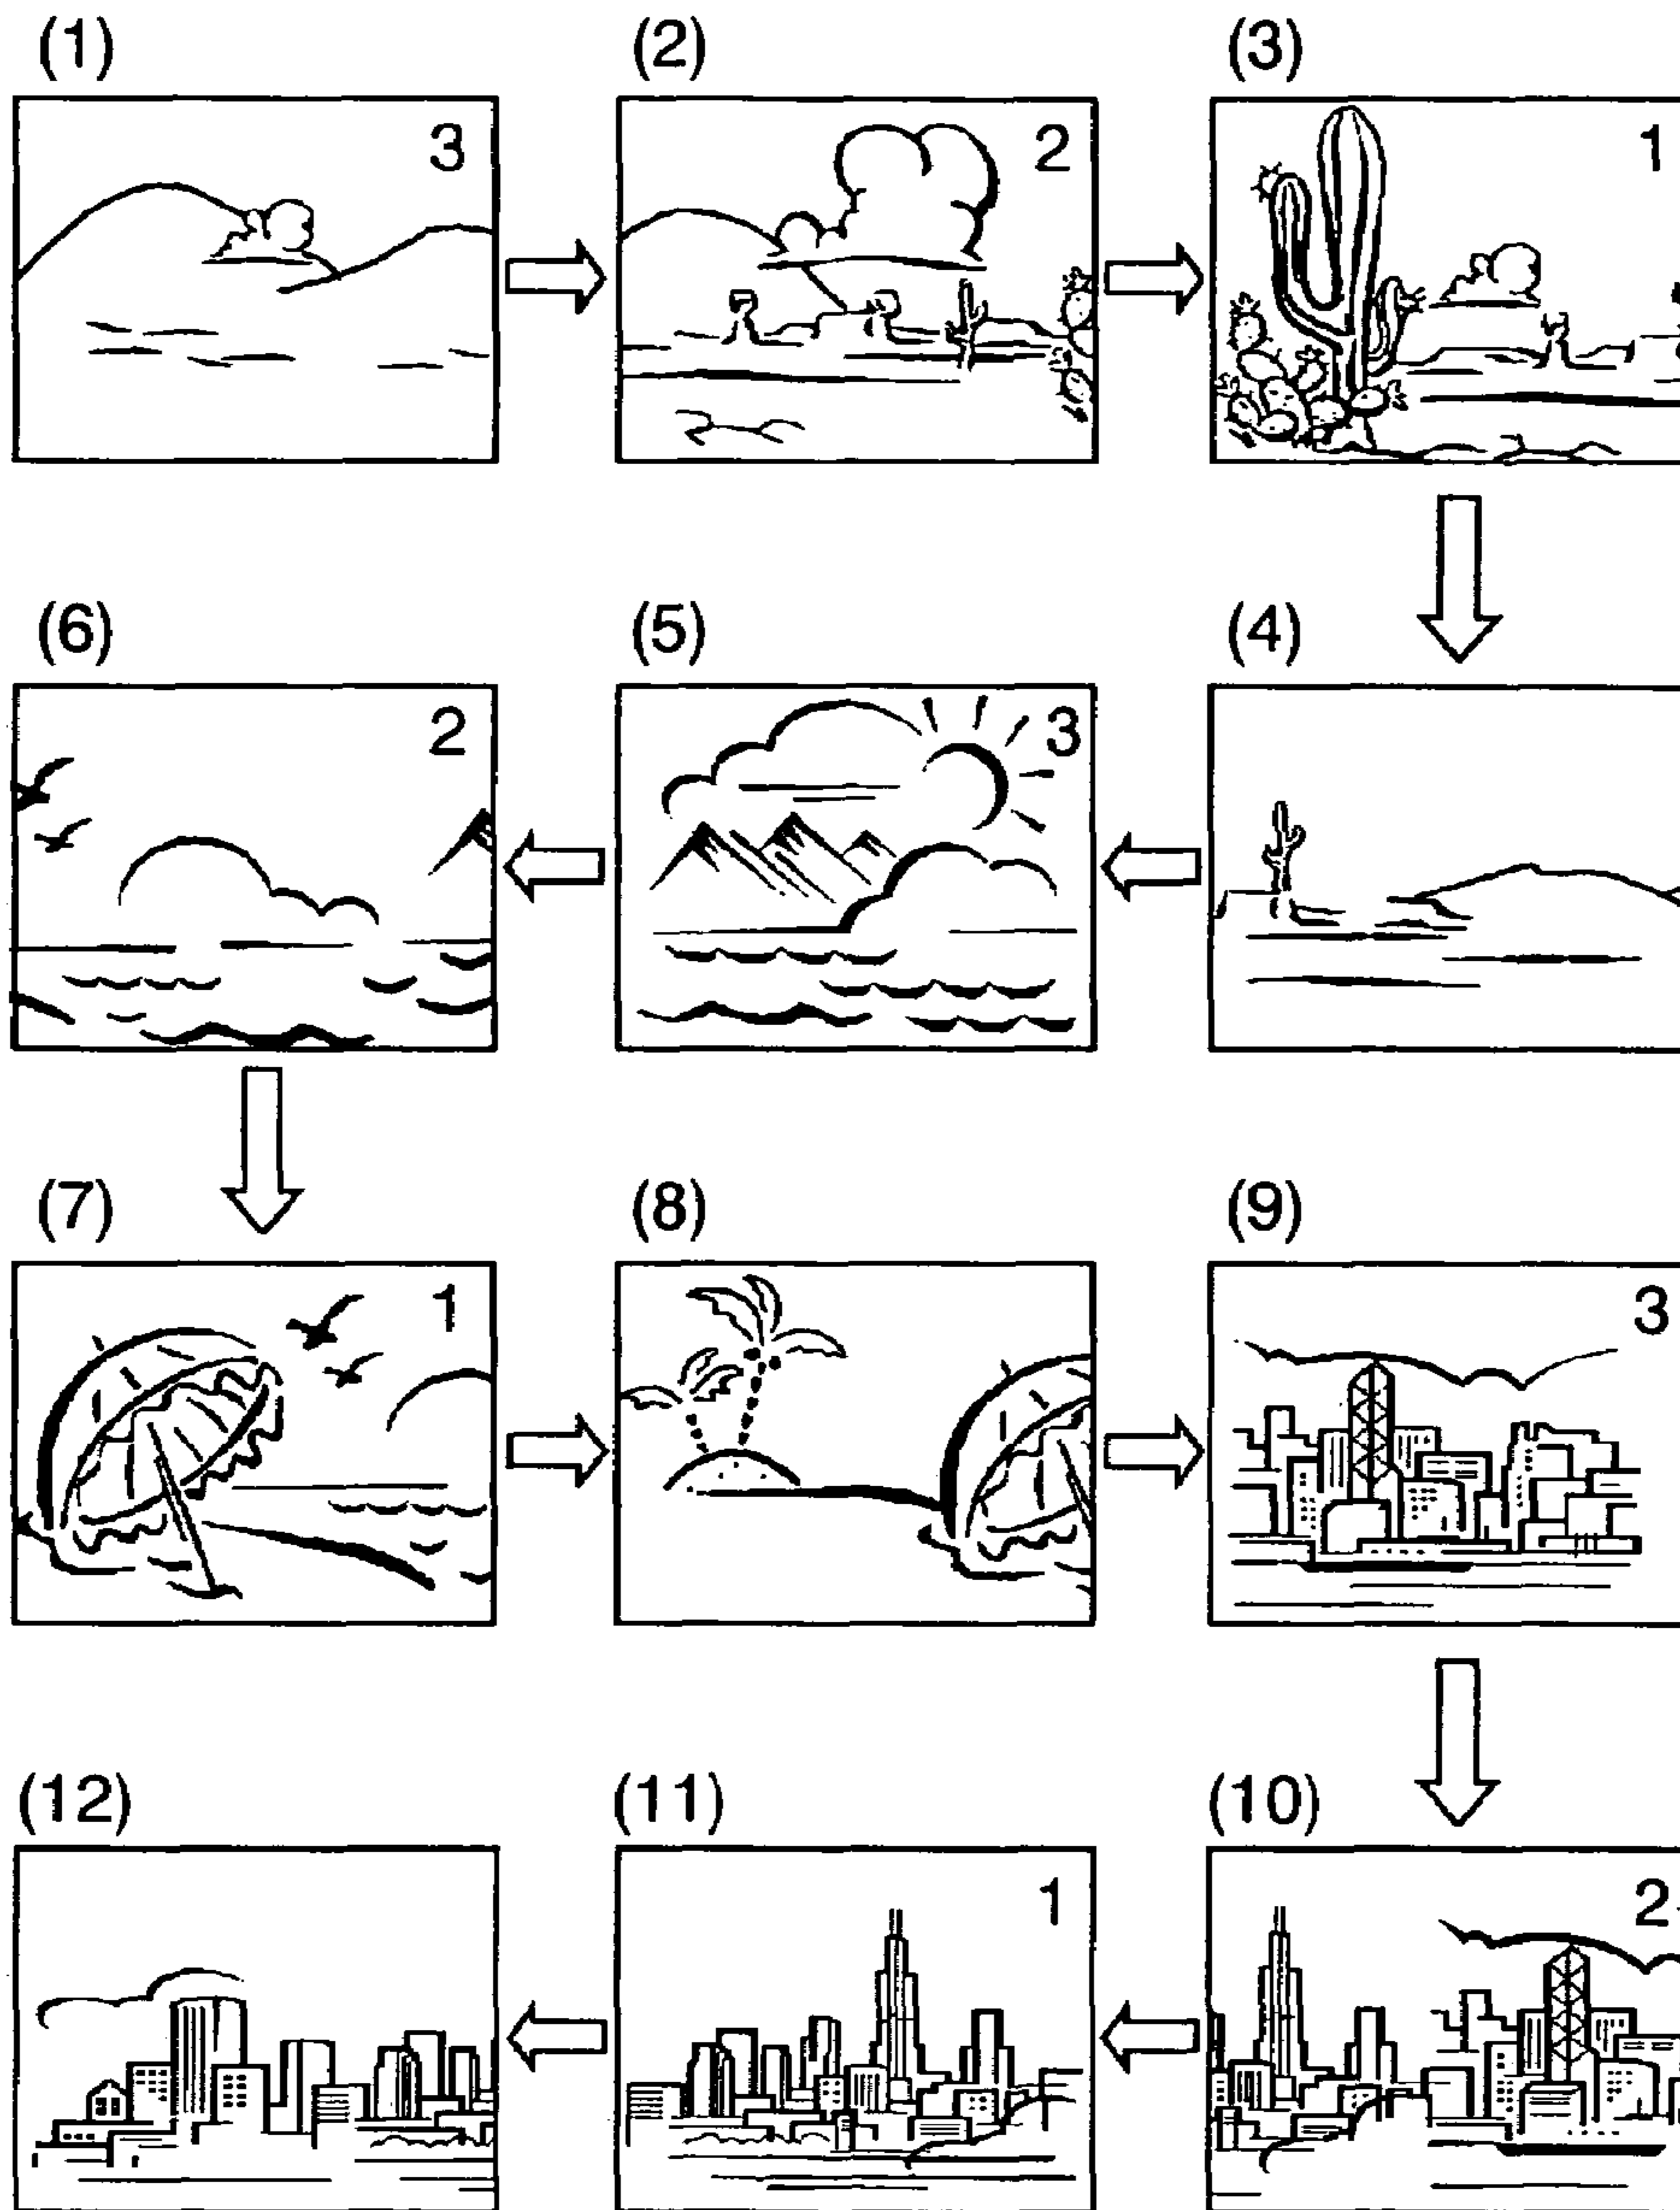 (1) (2) (3)
3 2 1
(6) (5) (4)
2 3
(7) (8) (9)
1 3
(12) (11) (10)
1 2